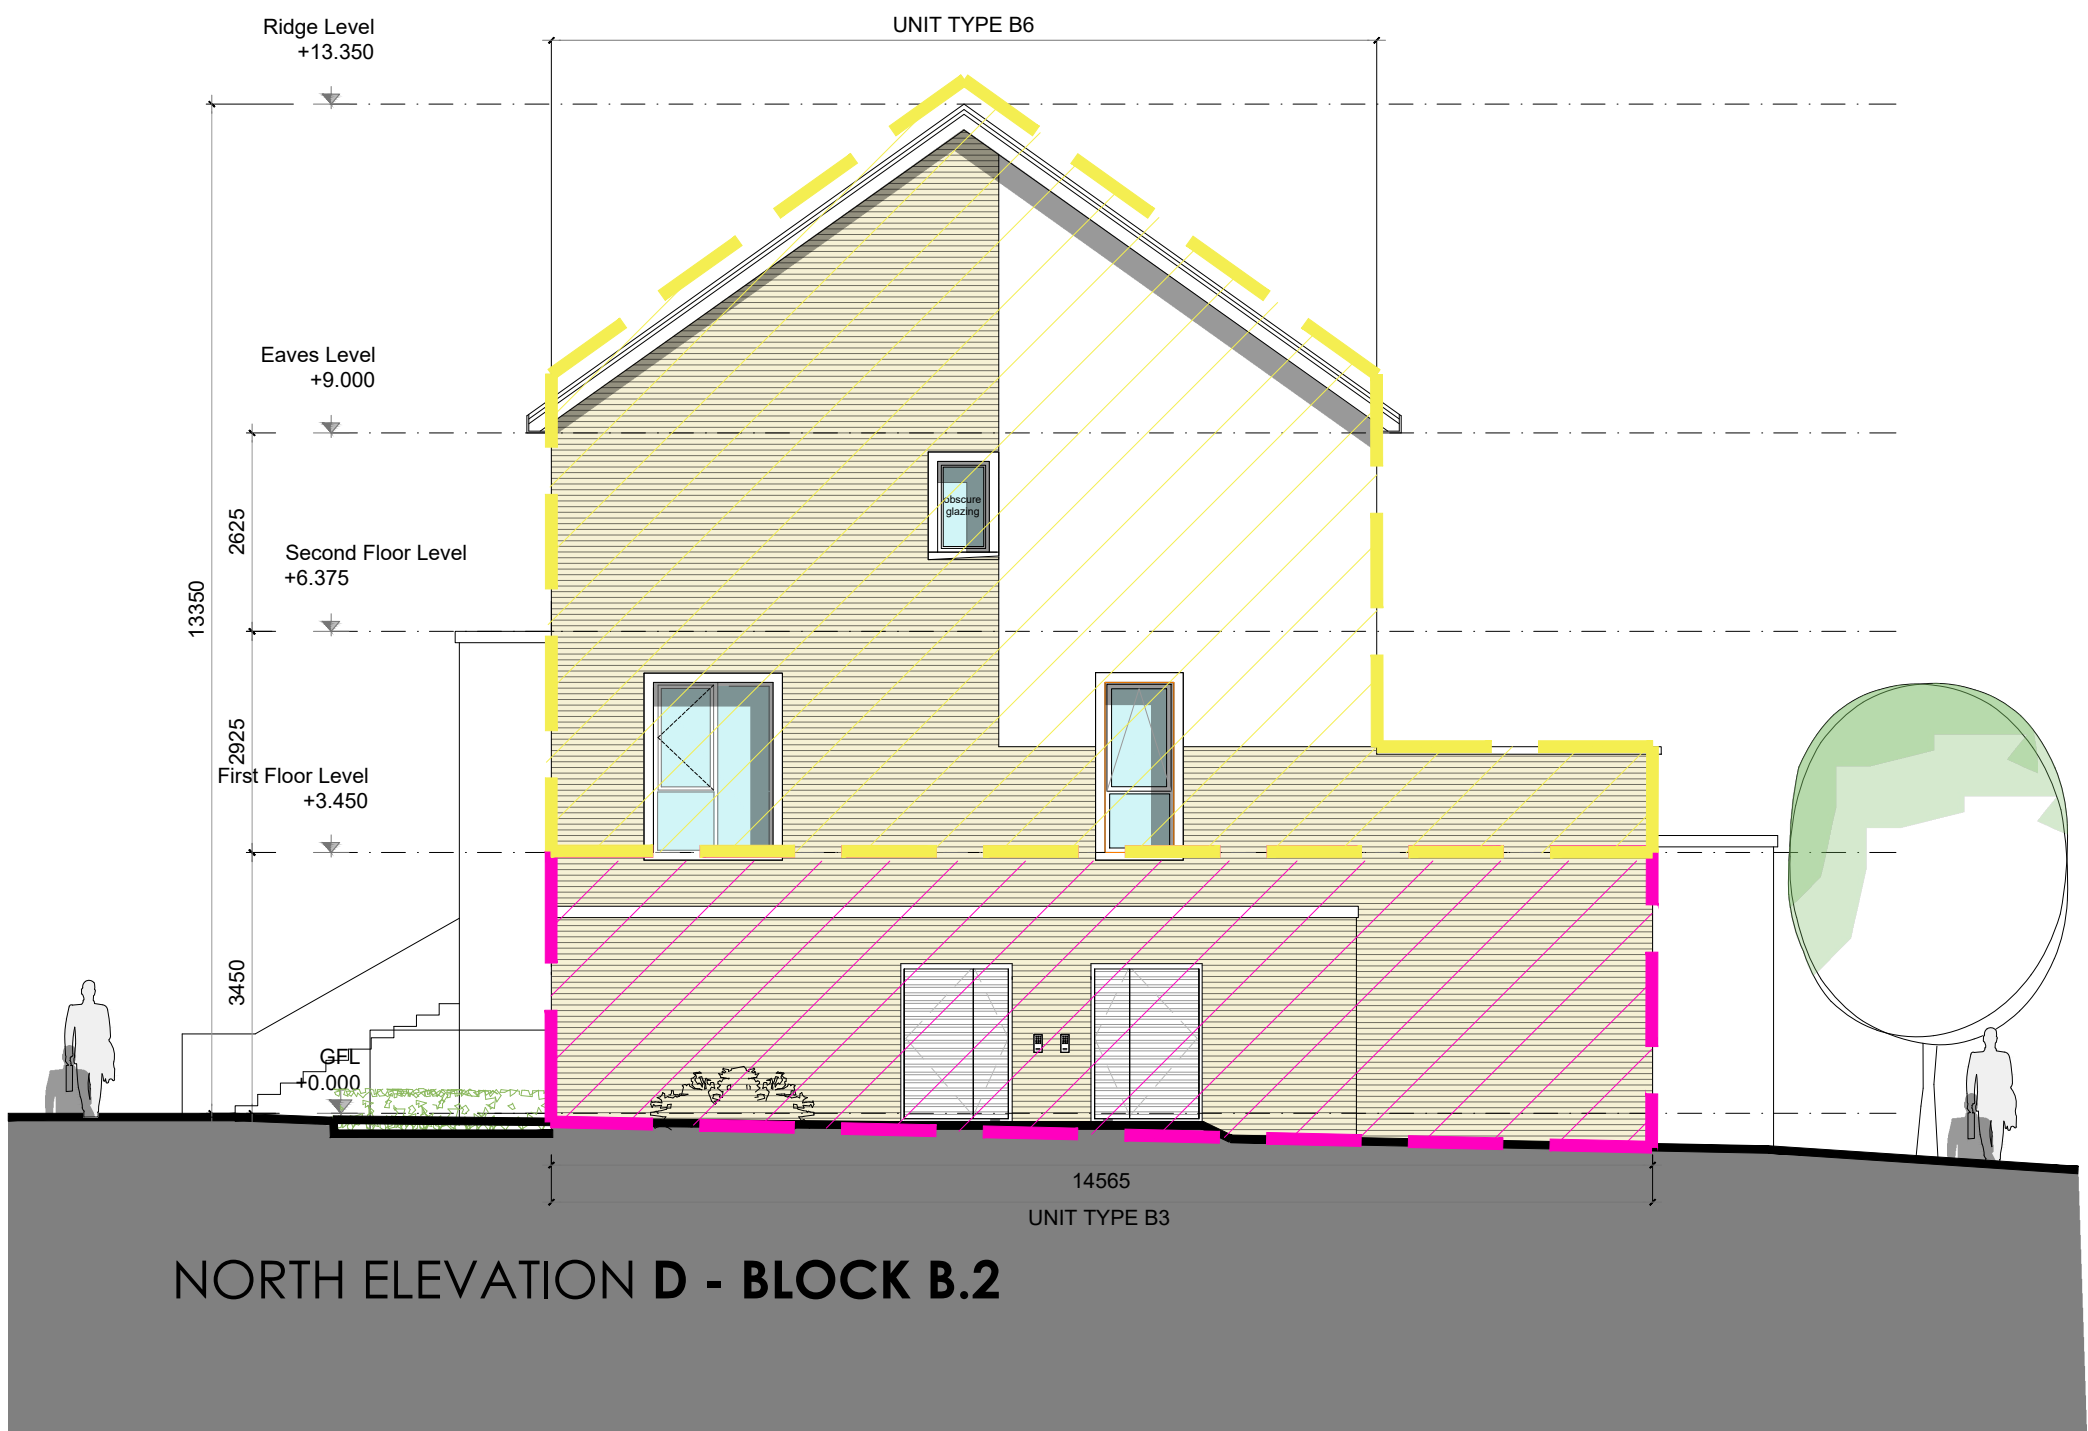 UNIT TYPE B6
Ridge Level
+13.350
Eaves Level
+9.000
obscure
glazing
2625
Second Floor Level
+6.375
13350
2925
First Floor Level
+3.450
3450
GFL
+0.000
14565
UNIT TYPE B3
NORTH ELEVATION D - BLOCK B.2